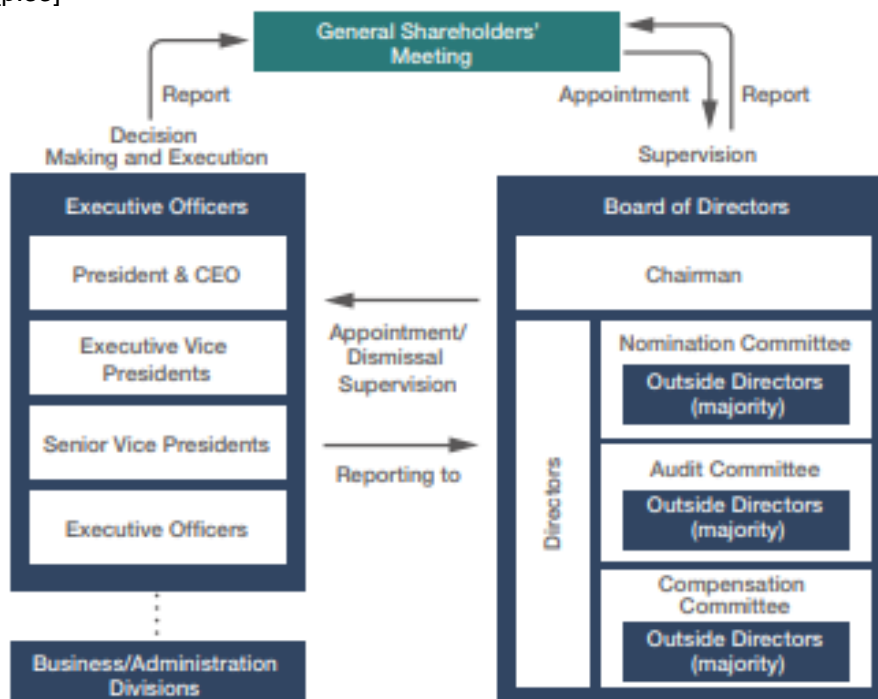 General Shareholders'
Meeting
Report
Appointment
Report
Decision
Making and Execution
Supervision
Executive Officers
President & CEO
Executive Vice
Presidents
Senior Vice Presidents
Executive Officers
Business/Administration
Divisions
Appointment/
Dismissal
Supervision
Reporting to
Board of Directors
Chairman
Directors
Nomination Committee
Outside Directors
(majority)
Audit Committee
Outside Directors
(majority)
Compensation
Committee
Outside Directors
(majority)